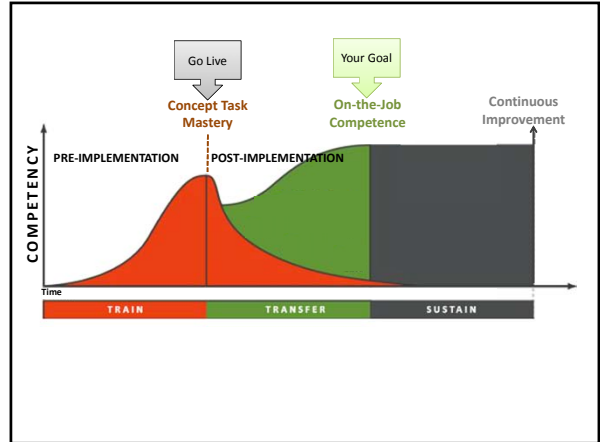 Go Live
Your Goal
Concept Task
Mastery
On-the-Job
Competence
Continuous
Improvement
PRE-IMPLEMENTATION
POST-IMPLEMENTATION
COMPETENCY
Time
TRAIN
TRANSFER
SUSTAIN